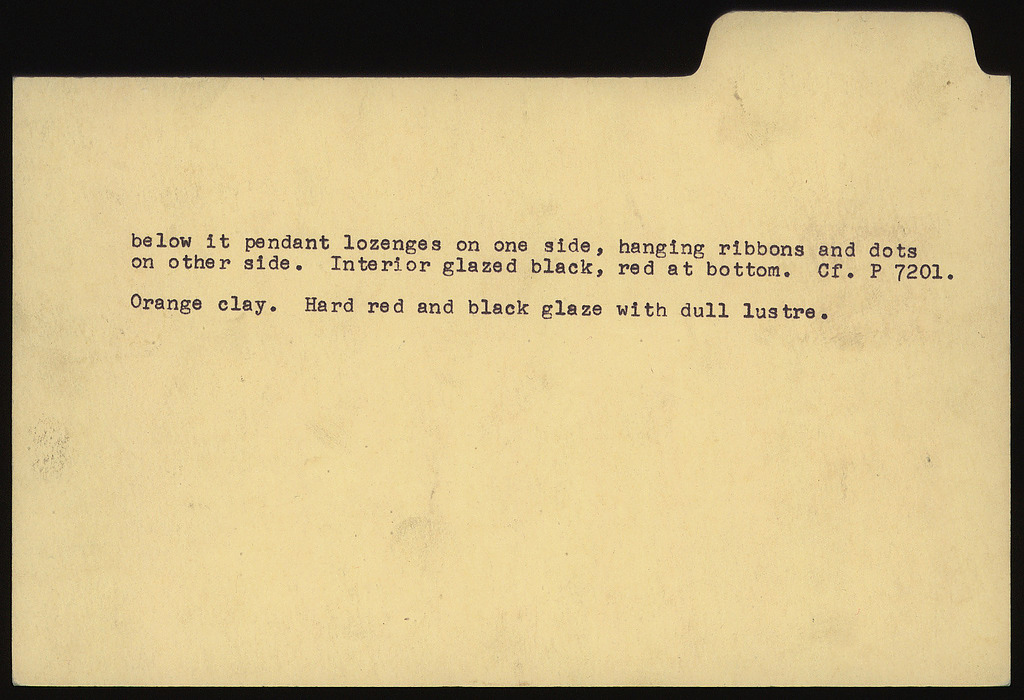 below it pendant lozenges on one side, hanging ribbons and dots
on other side.  Interior glazed black, red at bottom.  Cf. P 7201.
Orange clay.  Hard red and black glaze with dull lustre.